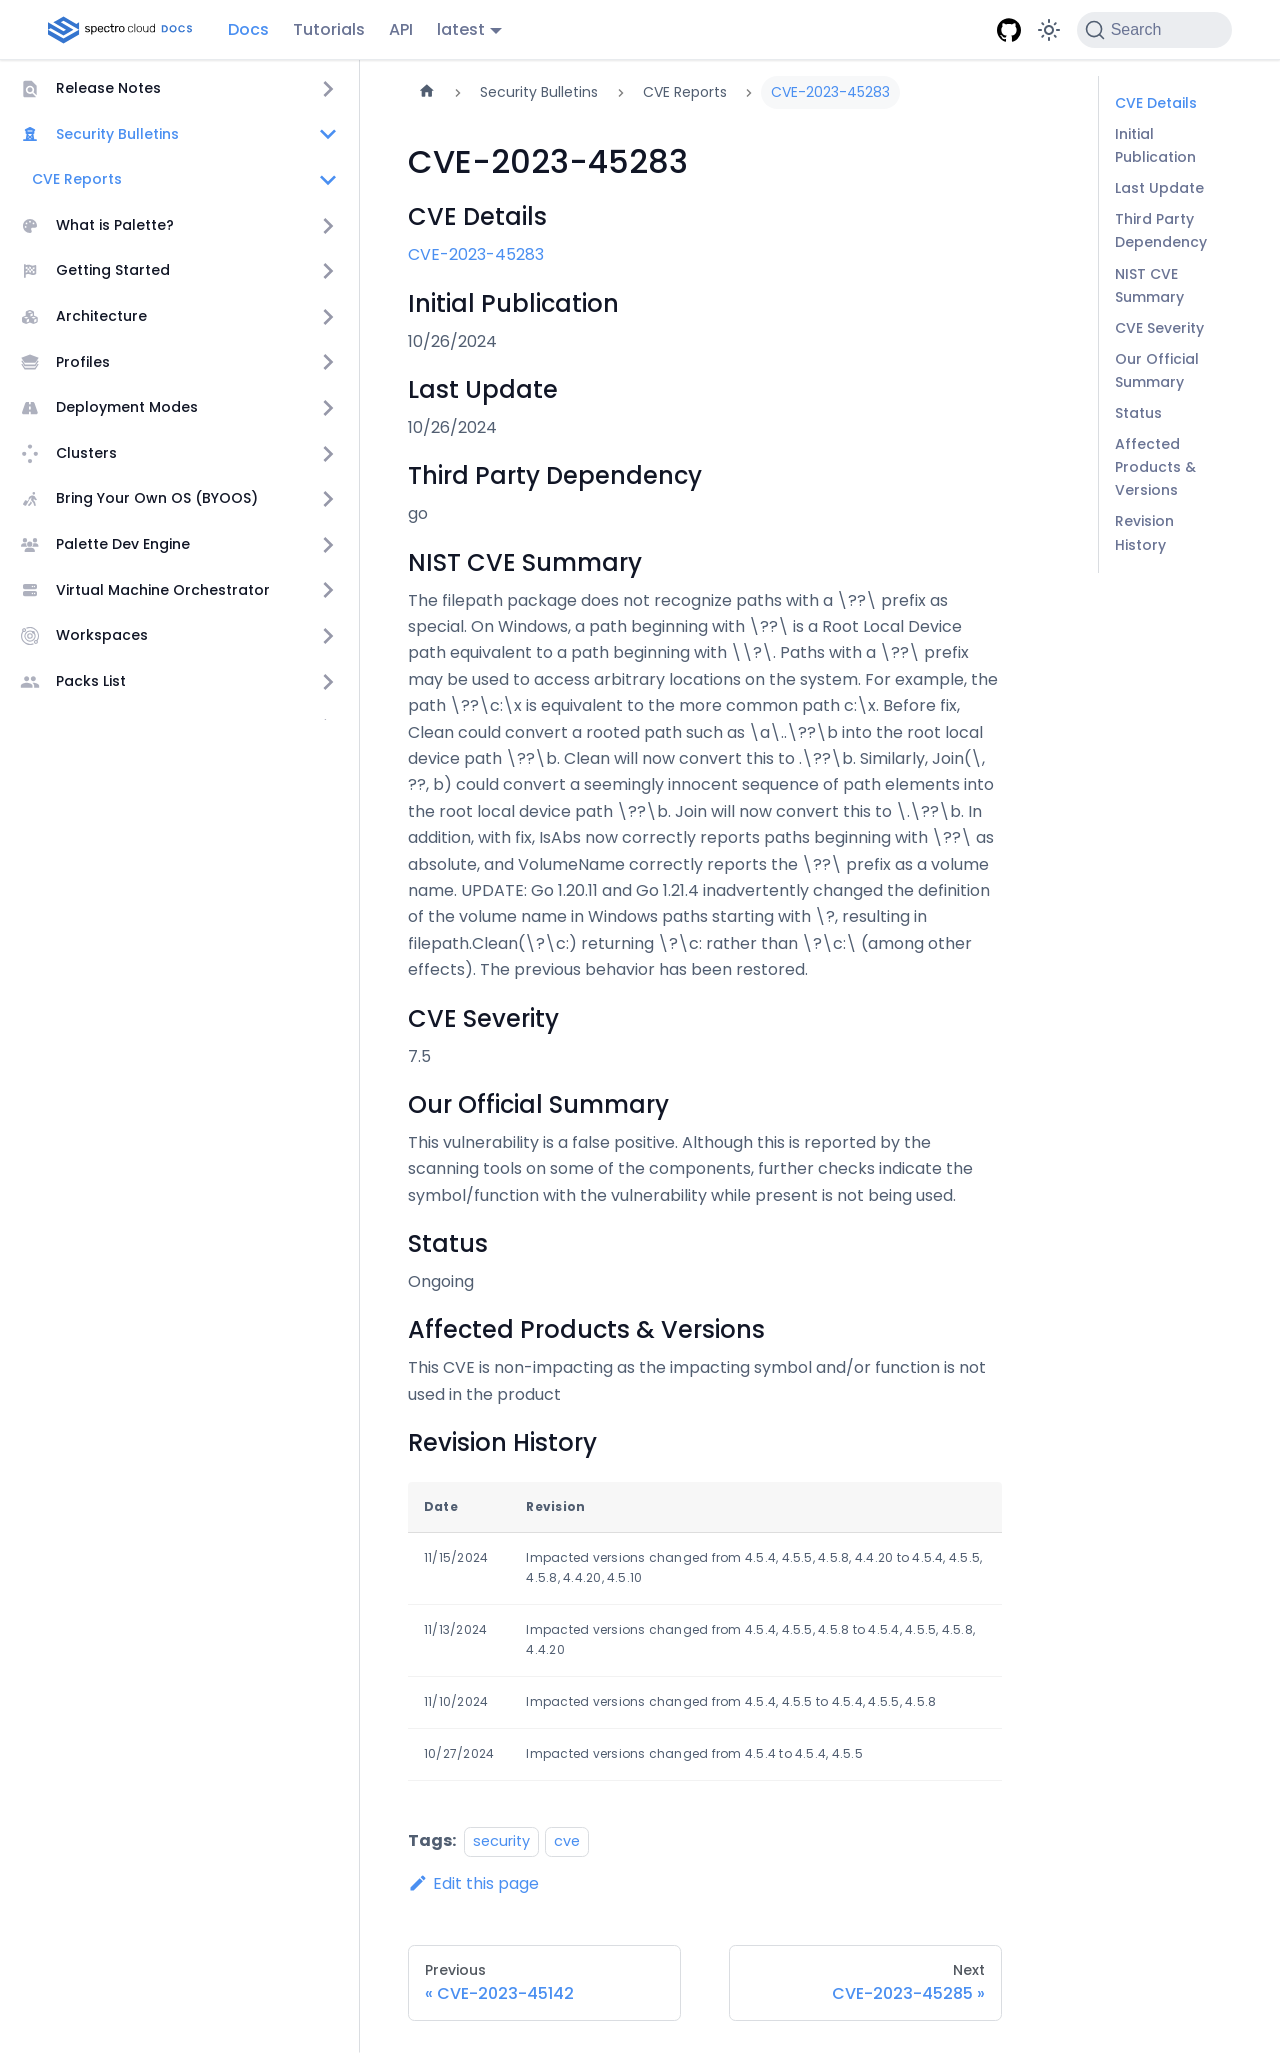 spectro cloud DOCS
Docs
Tutorials
API
latest
Search
Release Notes
Security Bulletins
CVE Reports
What is Palette?
Getting Started
Architecture
Profiles
Deployment Modes
Clusters
Bring Your Own OS (BYOOS)
Palette Dev Engine
Virtual Machine Orchestrator
Workspaces
Packs List
Security Bulletins
CVE Reports
CVE-2023-45283
CVE-2023-45283
CVE Details
CVE-2023-45283
Initial Publication
10/26/2024
Last Update
10/26/2024
Third Party Dependency
go
NIST CVE Summary
The filepath package does not recognize paths with a \??\ prefix as
special. On Windows, a path beginning with \??\ is a Root Local Device
path equivalent to a path beginning with \\?\. Paths with a \??\ prefix
may be used to access arbitrary locations on the system. For example, the
path \??\c:\x is equivalent to the more common path c:\x. Before fix,
Clean could convert a rooted path such as \a\..\??\b into the root local
device path \??\b. Clean will now convert this to .\??\b. Similarly, Join(\,
??, b) could convert a seemingly innocent sequence of path elements into
the root local device path \??\b. Join will now convert this to \.\??\b. In
addition, with fix, IsAbs now correctly reports paths beginning with \??\ as
absolute, and VolumeName correctly reports the \??\ prefix as a volume
name. UPDATE: Go 1.20.11 and Go 1.21.4 inadvertently changed the definition
of the volume name in Windows paths starting with \?, resulting in
filepath.Clean(\?\c:) returning \?\c: rather than \?\c:\ (among other
effects). The previous behavior has been restored.
CVE Severity
7.5
Our Official Summary
This vulnerability is a false positive. Although this is reported by the
scanning tools on some of the components, further checks indicate the
symbol/function with the vulnerability while present is not being used.
Status
Ongoing
Affected Products & Versions
This CVE is non-impacting as the impacting symbol and/or function is not
used in the product
Revision History
Date
Revision
11/15/2024
Impacted versions changed from 4.5.4, 4.5.5, 4.5.8, 4.4.20 to 4.5.4, 4.5.5,
4.5.8, 4.4.20, 4.5.10
11/13/2024
Impacted versions changed from 4.5.4, 4.5.5, 4.5.8 to 4.5.4, 4.5.5, 4.5.8,
4.4.20
11/10/2024
Impacted versions changed from 4.5.4, 4.5.5 to 4.5.4, 4.5.5, 4.5.8
10/27/2024
Impacted versions changed from 4.5.4 to 4.5.4, 4.5.5
Tags:
security
cve
Edit this page
Previous
« CVE-2023-45142
Next
CVE-2023-45285 »
CVE Details
Initial
Publication
Last Update
Third Party
Dependency
NIST CVE
Summary
CVE Severity
Our Official
Summary
Status
Affected
Products &
Versions
Revision
History